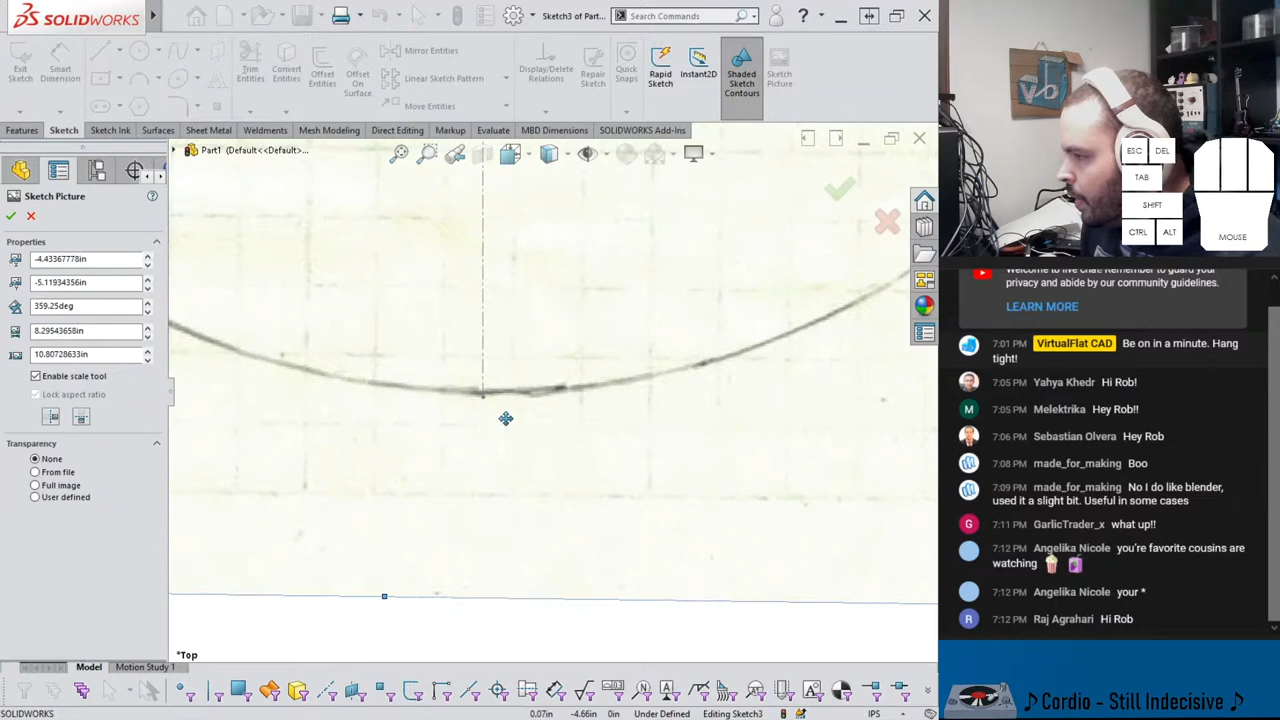 SOLIDWORKS
Sketch3 of Part...
Search Commands
Exit Sketch
Smart Dimension
Trim Entities
Convert Entities
Offset Entities
Offset On Surface
Mirror Entities
Linear Sketch Pattern
Move Entities
Display/Delete Relations
Repair Sketch
Quick Snaps
Rapid Sketch
Instant2D
Shaded Sketch Contours
Sketch Picture
Features Sketch Sketch Ink Surfaces Sheet Metal Weldments Mesh Modeling Direct Editing Markup Evaluate MBD Dimensions SOLIDWORKS Add-Ins
Part1 (Default<<Default>...
Sketch Picture
Properties
-4.43367778in
-5.11934356in
359.25deg
8.29543658in
10.80728633in
Enable scale tool
Lock aspect ratio
Transparency
None
From file
Full image
User defined
*Top
Model Motion Study 1
SOLIDWORKS
0.07in -4.66in 0in Under Defined Editing Sketch3 IPS
vb
ESC DEL
TAB
SHIFT
CTRL ALT
MOUSE
Welcome to live chat! Remember to guard your
privacy and abide by our community guidelines.
LEARN MORE
7:01 PM VirtualFlat CAD Be on in a minute. Hang
tight!
7:05 PM Yahya Khedr Hi Rob!
7:05 PM Melektrika Hey Rob!!
7:06 PM Sebastian Olvera Hey Rob
7:08 PM made_for_making Boo
7:09 PM made_for_making No I do like blender,
used it a slight bit. Useful in some cases
7:11 PM GarlicTrader_x what up!!
7:12 PM Angelika Nicole you're favorite cousins are
watching
7:12 PM Angelika Nicole your *
7:12 PM Raj Agrahari Hi Rob
♪ Cordio - Still Indecisive ♪